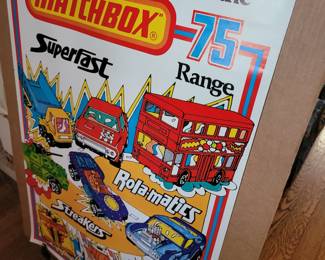 MATCHBOX®
75
Superfast
Range
Rola-matics
Streakers